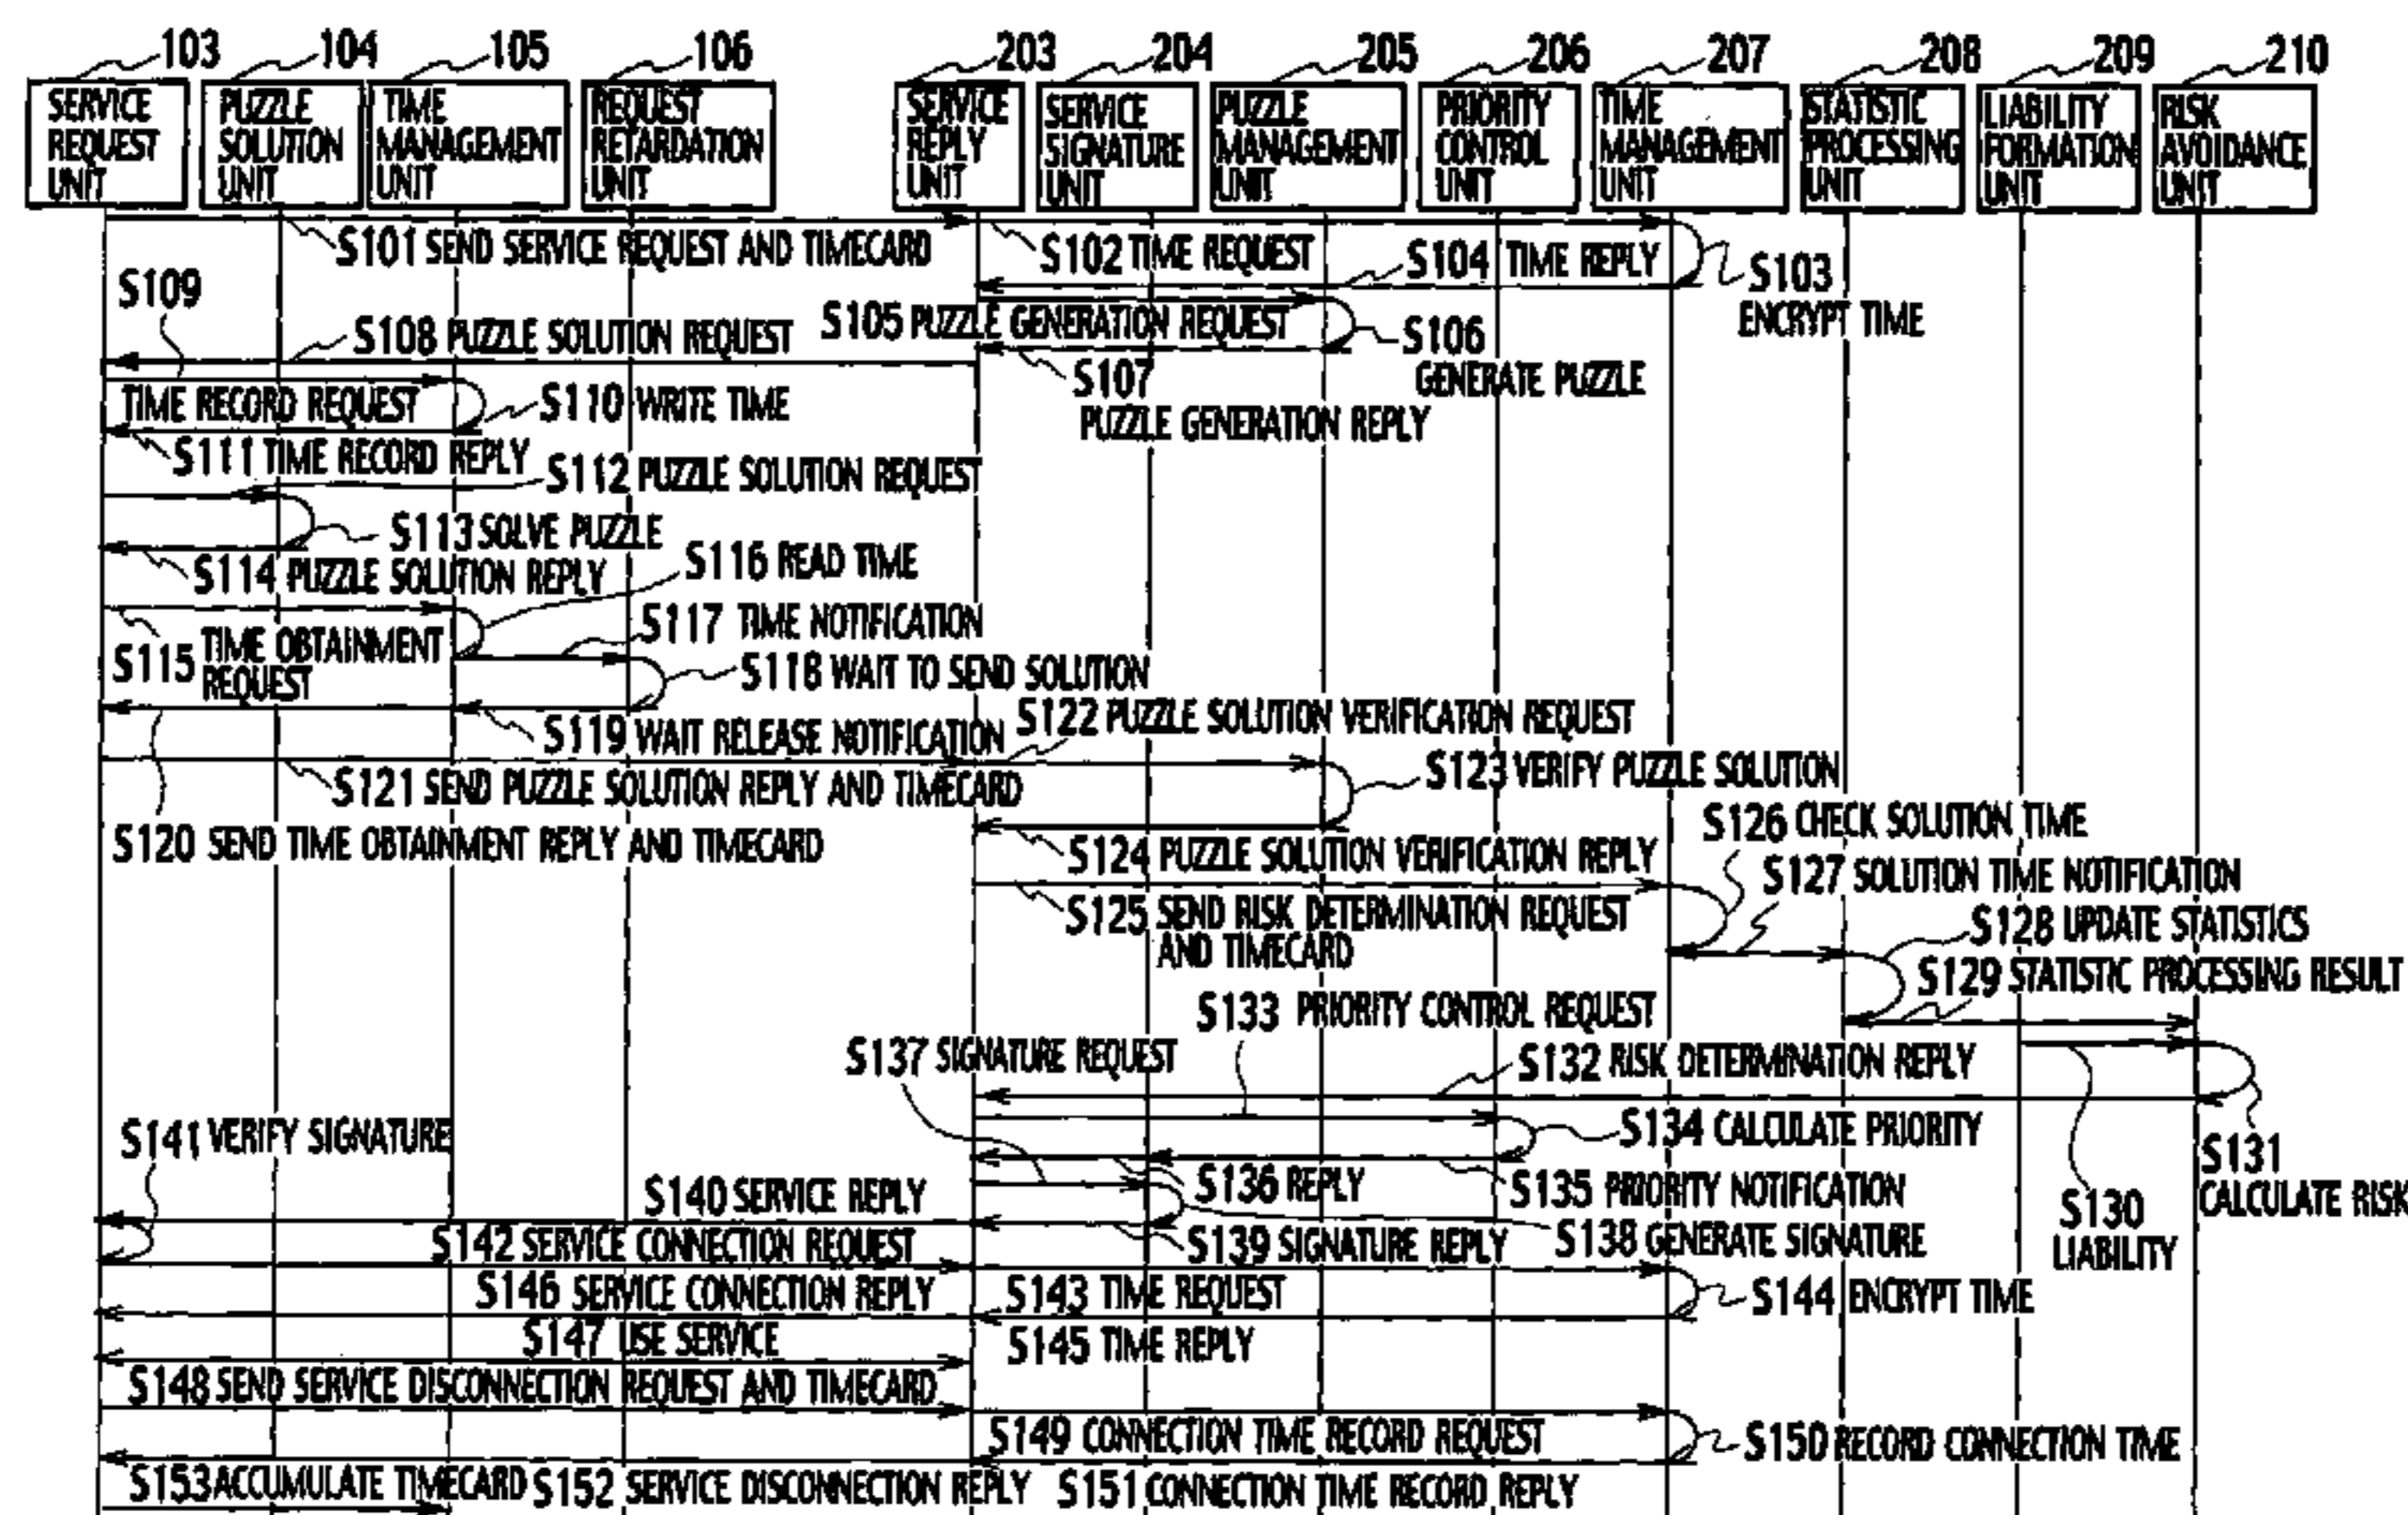 103
104
105
106
203
204
205
206
207
208
209
210
SERVICE
REQUEST
UNIT
PUZZLE
SOLUTION
UNIT
TIME
MANAGEMENT
UNIT
REQUEST
RETARDATION
UNIT
SERVICE
REPLY
UNIT
SERVICE
SIGNATURE
UNIT
PUZZLE
MANAGEMENT
UNIT
PRIORITY
CONTROL
UNIT
TIME
MANAGEMENT
UNIT
STATISTIC
PROCESSING
UNIT
LIABILITY
FORMATION
UNIT
RISK
AVOIDANCE
UNIT
S101 SEND SERVICE REQUEST AND TIMECARD
S102 TIME REQUEST
S103
ENCRYPT TIME
S104 TIME REPLY
S105 PUZZLE GENERATION REQUEST
S106
GENERATE PUZZLE
S107
PUZZLE GENERATION REPLY
S108 PUZZLE SOLUTION REQUEST
S109
TIME RECORD REQUEST
S110 WRITE TIME
S111 TIME RECORD REPLY
S112 PUZZLE SOLUTION REQUEST
S113 SOLVE PUZZLE
S114 PUZZLE SOLUTION REPLY
S115 TIME OBTAINMENT
REQUEST
S116 READ TIME
S117 TIME NOTIFICATION
S118 WAIT TO SEND SOLUTION
S119 WAIT RELEASE NOTIFICATION
S120 SEND TIME OBTAINMENT REPLY AND TIMECARD
S121 SEND PUZZLE SOLUTION REPLY AND TIMECARD
S122 PUZZLE SOLUTION VERIFICATION REQUEST
S123 VERIFY PUZZLE SOLUTION
S124 PUZZLE SOLUTION VERIFICATION REPLY
S125 SEND RISK DETERMINATION REQUEST
AND TIMECARD
S126 CHECK SOLUTION TIME
S127 SOLUTION TIME NOTIFICATION
S128 UPDATE STATISTICS
S129 STATISTIC PROCESSING RESULT
S130
LIABILITY
S131
CALCULATE RISK
S132 RISK DETERMINATION REPLY
S133 PRIORITY CONTROL REQUEST
S134 CALCULATE PRIORITY
S135 PRIORITY NOTIFICATION
S136 REPLY
S137 SIGNATURE REQUEST
S138 GENERATE SIGNATURE
S139 SIGNATURE REPLY
S140 SERVICE REPLY
S141 VERIFY SIGNATURE
S142 SERVICE CONNECTION REQUEST
S143 TIME REQUEST
S144 ENCRYPT TIME
S145 TIME REPLY
S146 SERVICE CONNECTION REPLY
S147 USE SERVICE
S148 SEND SERVICE DISCONNECTION REQUEST AND TIMECARD
S149 CONNECTION TIME RECORD REQUEST
S150 RECORD CONNECTION TIME
S151 CONNECTION TIME RECORD REPLY
S152 SERVICE DISCONNECTION REPLY
S153 ACCUMULATE TIMECARD